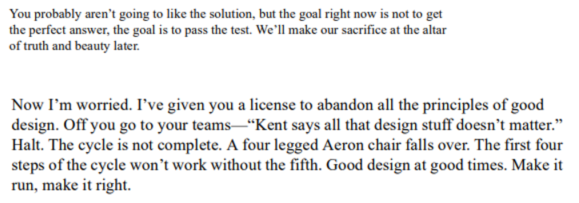 You probably aren’t going to like the solution, but the goal right now is not to get
the perfect answer, the goal is to pass the test. We’ll make our sacrifice at the altar
of truth and beauty later.
Now I’m worried. I’ve given you a license to abandon all the principles of good
design. Off you go to your teams—“Kent says all that design stuff doesn’t matter.”
Halt. The cycle is not complete. A four legged Aeron chair falls over. The first four
steps of the cycle won’t work without the fifth. Good design at good times. Make it
run, make it right.